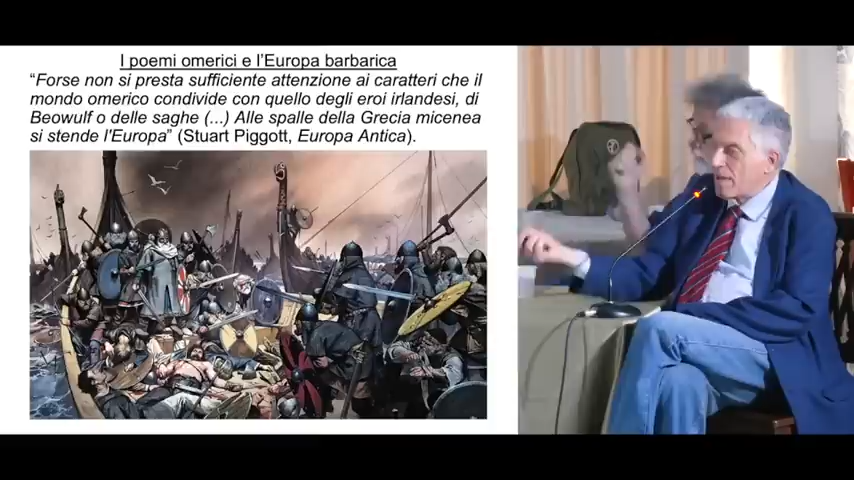 I poemi omerici e l'Europa barbarica
“Forse non si presta sufficiente attenzione ai caratteri che il
mondo omerico condivide con quello degli eroi irlandesi, di
Beowulf o delle saghe (...) Alle spalle della Grecia micenea
si stende l'Europa” (Stuart Piggott, Europa Antica).